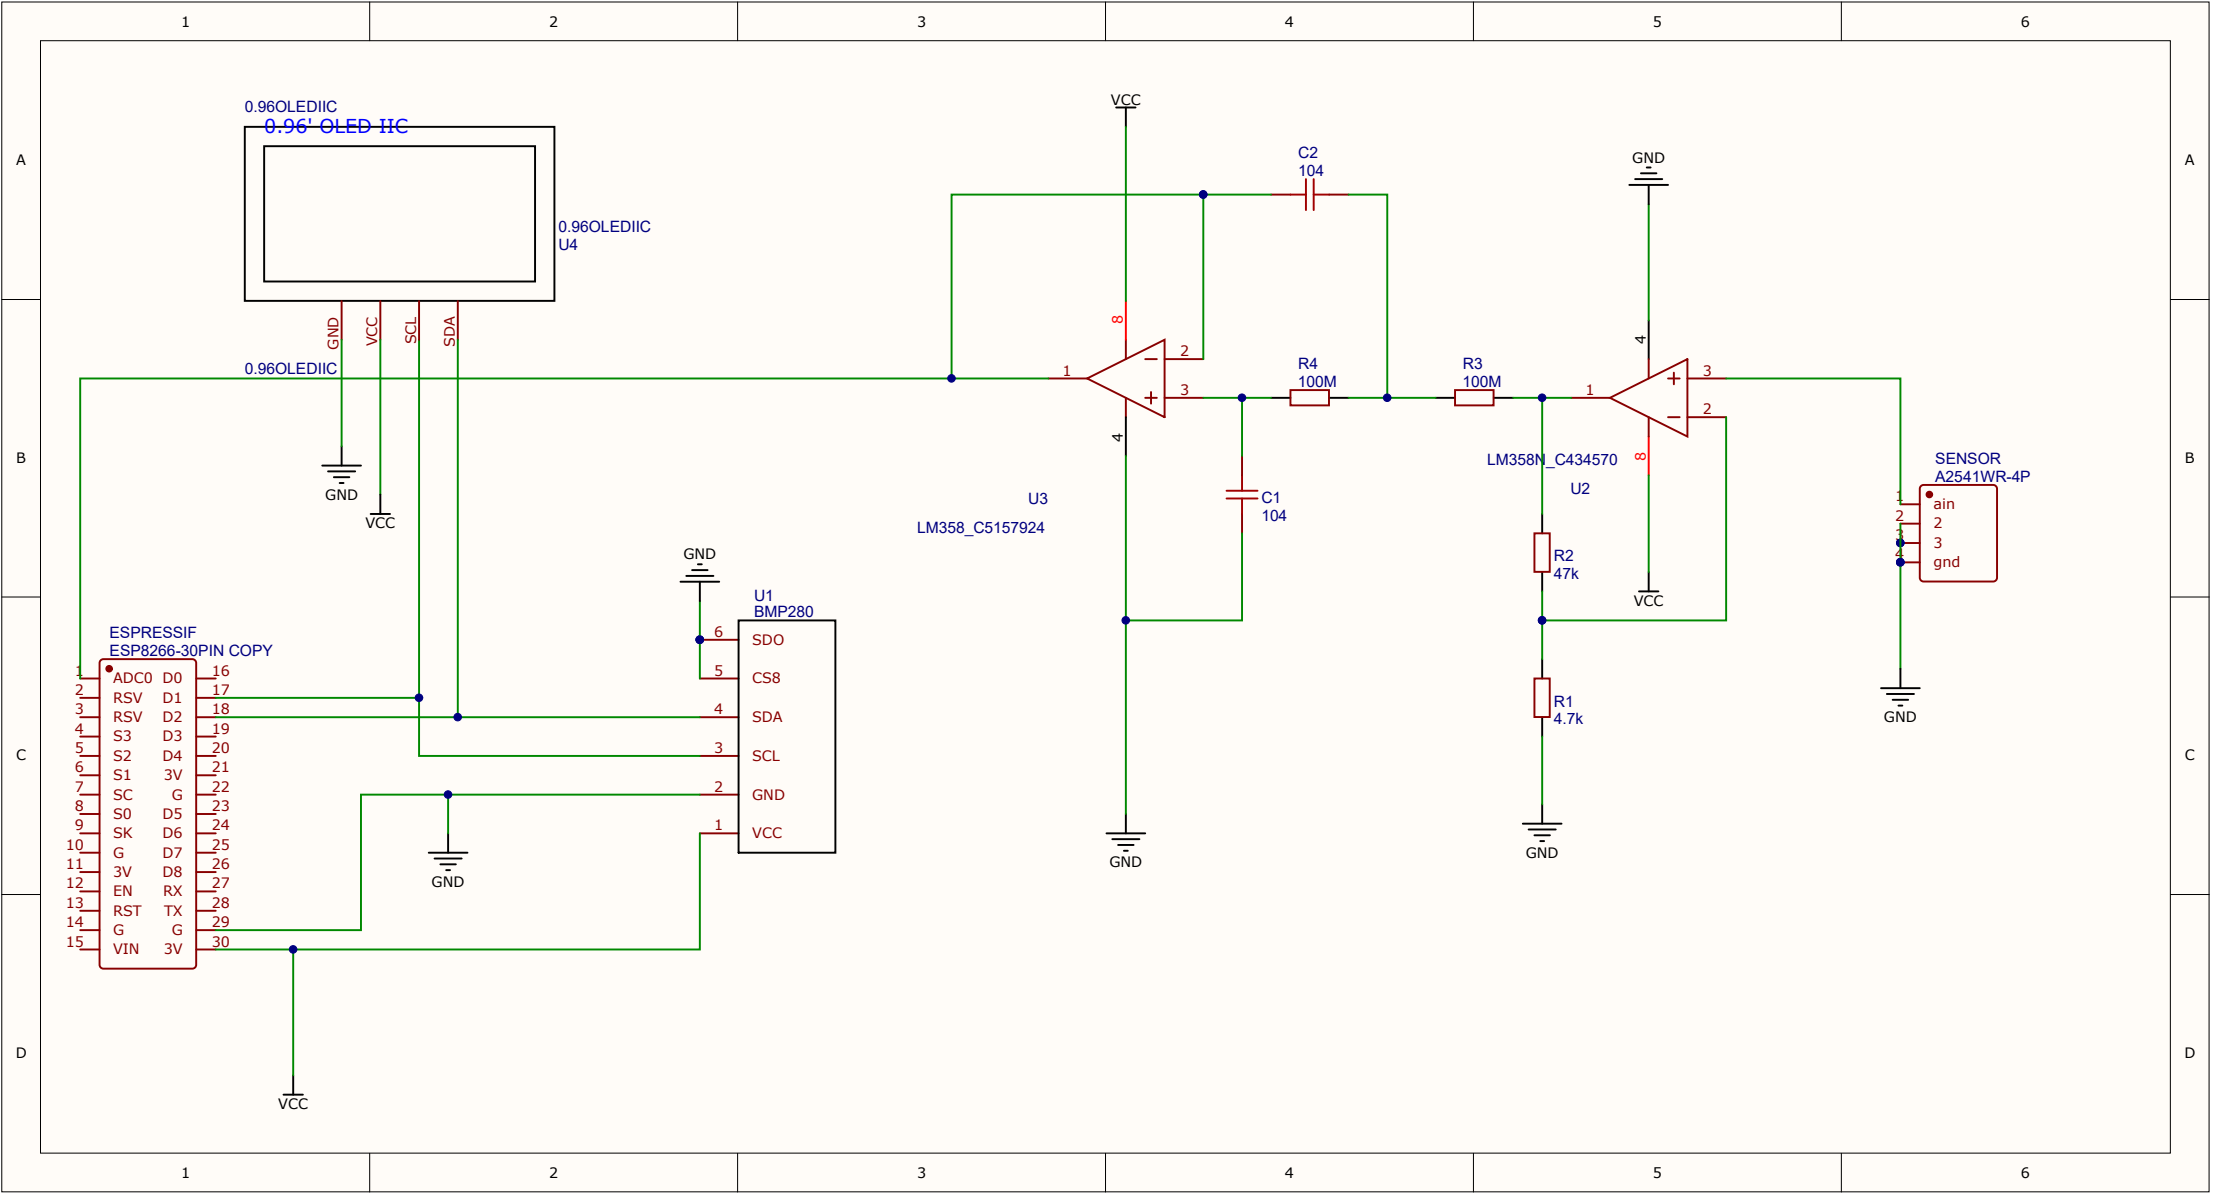 1 2 3 4 5 6
A A
B B
C C
D D
0.96OLEDIIC
0.96' OLED IIC
0.96OLEDIIC
U4
GND VCC SCL SDA
0.96OLEDIIC
GND
VCC
VCC
C2
104
8
2
1
3
4
R4
100M
R3
100M
C1
104
U3
LM358_C5157924
GND
GND
4
1
3
2
8
LM358N_C434570
U2
VCC
R2
47k
R1
4.7k
GND
SENSOR
A2541WR-4P
1 ain
2 2
3 3
4 gnd
GND
GND
U1
BMP280
6 SDO
5 CS8
4 SDA
3 SCL
2 GND
1 VCC
GND
ESPRESSIF
ESP8266-30PIN COPY
1 ADC0 D0 16
2 RSV D1 17
3 RSV D2 18
4 S3 D3 19
5 S2 D4 20
6 S1 3V 21
7 SC G 22
8 S0 D5 23
9 SK D6 24
10 G D7 25
11 3V D8 26
12 EN RX 27
13 RST TX 28
14 G G 29
15 VIN 3V 30
VCC
1 2 3 4 5 6